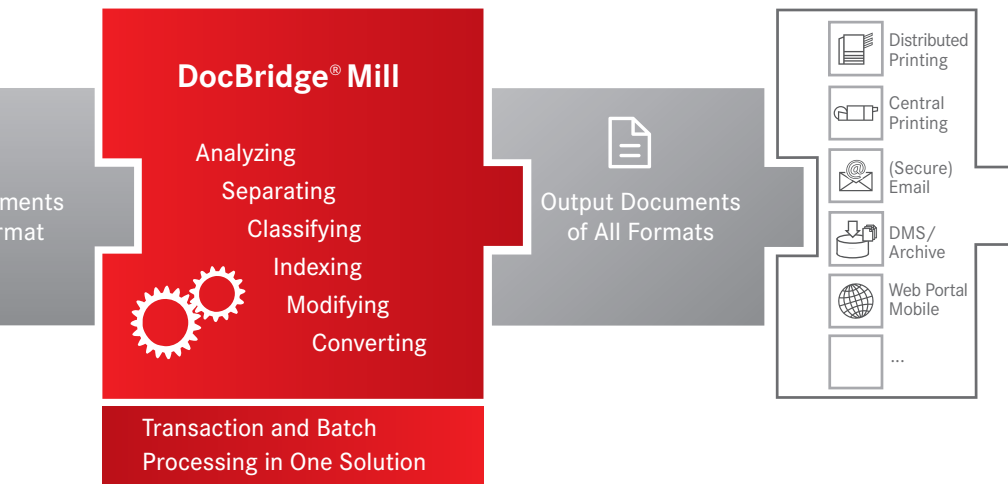 ments
rmat
DocBridge® Mill
Analyzing
Separating
Classifying
Indexing
Modifying
Converting
Transaction and Batch
Processing in One Solution
Output Documents
of All Formats
Distributed
Printing
Central
Printing
@
(Secure)
Email
DMS/
Archive
Web Portal
Mobile
...